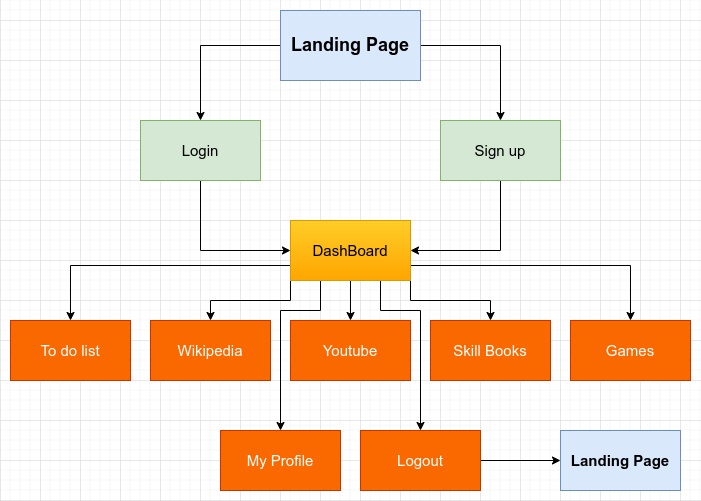 Landing Page
Login
Sign up
DashBoard
To do list
Wikipedia
Youtube
Skill Books
Games
My Profile
Logout
Landing Page